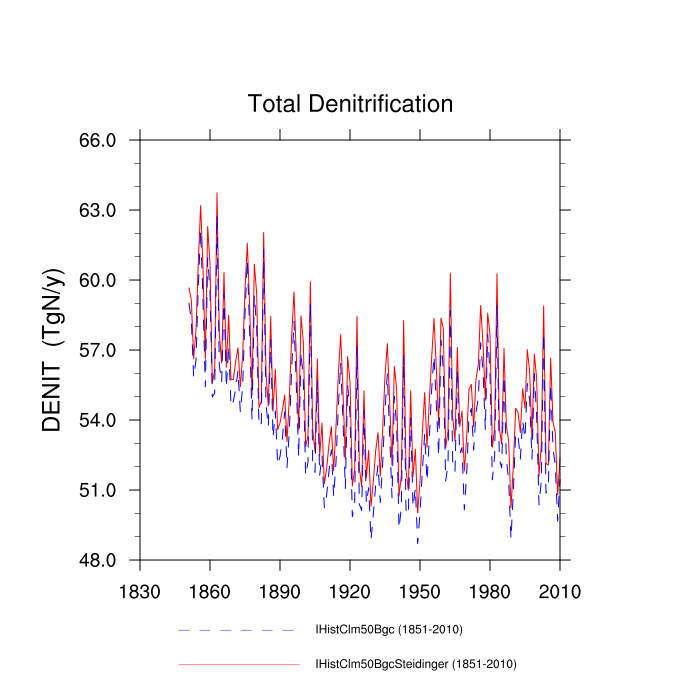 Total Denitrification
DENIT (TgN/y)
66.0
63.0
60.0
57.0
54.0
51.0
48.0
1830 1860 1890 1920 1950 1980 2010
IHistClm50Bgc (1851-2010)
IHistClm50BgcSteidinger (1851-2010)